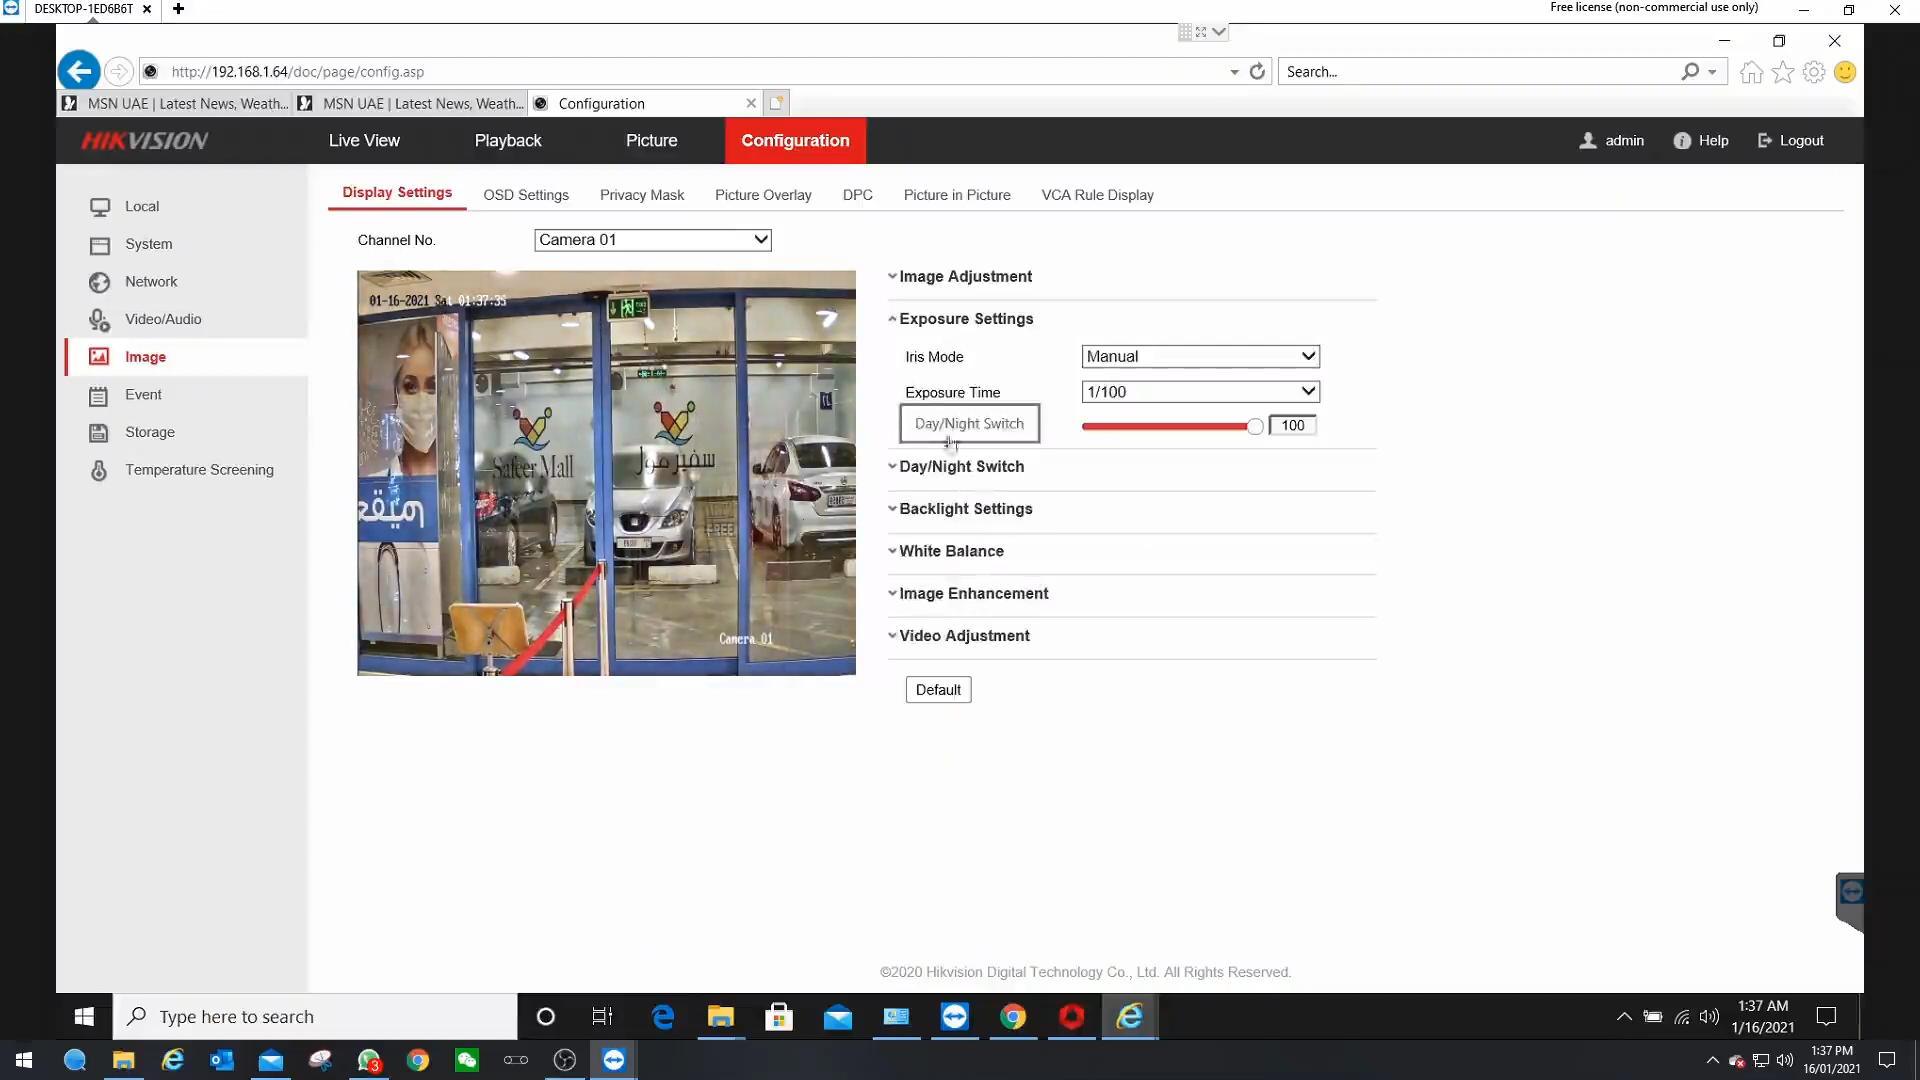 DESKTOP-1ED6B6T
Free license (non-commercial use only)
http://192.168.1.64/doc/page/config.asp
Search...
MSN UAE | Latest News, Weath...
MSN UAE | Latest News, Weath...
Configuration
HIKVISION
Live View
Playback
Picture
Configuration
admin
Help
Logout
Local
System
Network
Video/Audio
Image
Event
Storage
Temperature Screening
Display Settings
OSD Settings
Privacy Mask
Picture Overlay
DPC
Picture in Picture
VCA Rule Display
Channel No.
Camera 01
01-16-2021 Sat 01:37:35
Safeer Mall
سفير مول
Camera 01
Image Adjustment
Exposure Settings
Iris Mode
Manual
Exposure Time
1/100
Day/Night Switch
100
Day/Night Switch
Backlight Settings
White Balance
Image Enhancement
Video Adjustment
Default
©2020 Hikvision Digital Technology Co., Ltd. All Rights Reserved.
Type here to search
1:37 AM
1/16/2021
3
1:37 PM
16/01/2021